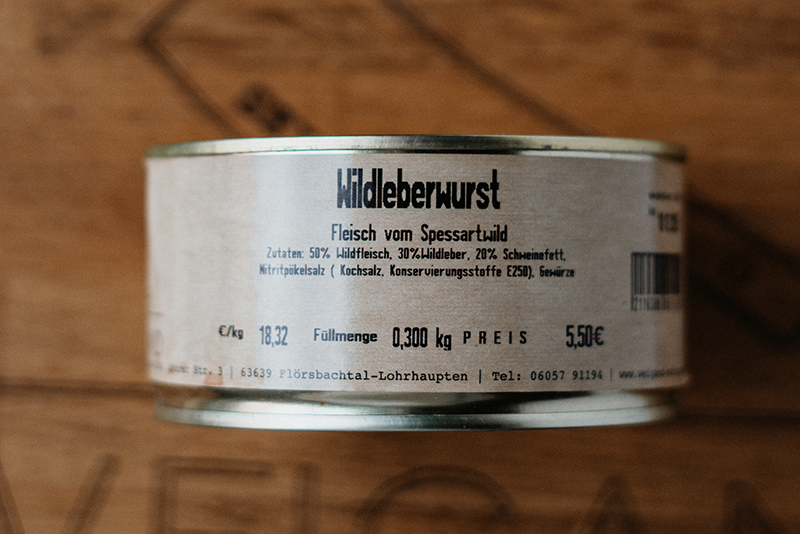 Wildleberwurst
Fleisch vom Spessartwild
Zutaten: 50% Wildfleisch, 30%Wildleber, 20% Schweinefett,
Nitritpökelsalz ( Kochsalz, Konservierungsstoffe E250), Gewürze
€/kg 18,32 Füllmenge 0,300 kg PREIS 5,50€
Str. 3 | 63639 Flörsbachtal-Lohrhaupten | Tel: 06057 91194 |